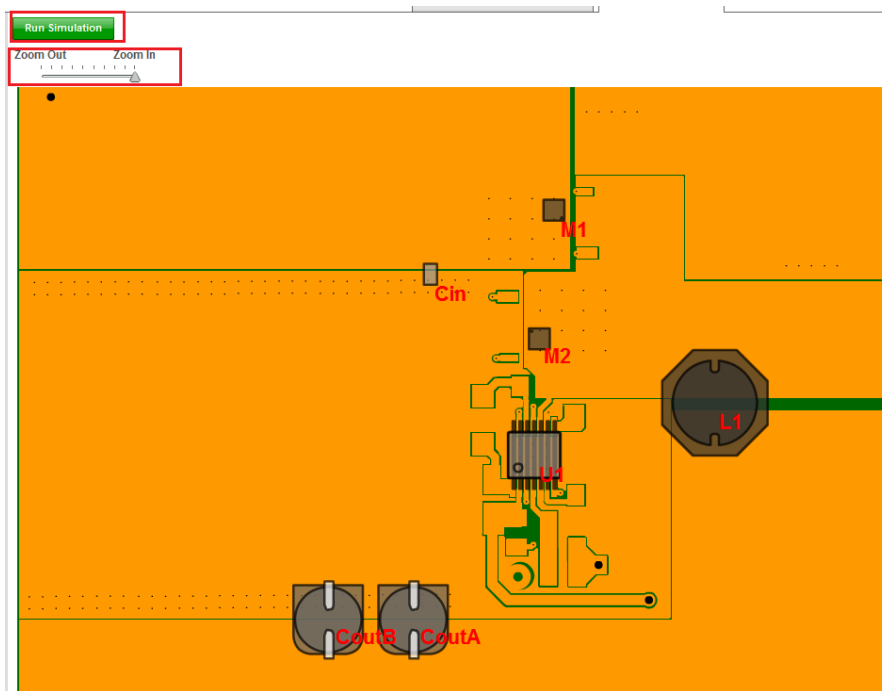 Run Simulation
Zoom Out Zoom In
M1
Cin
M2
L1
U1
CoutB CoutA